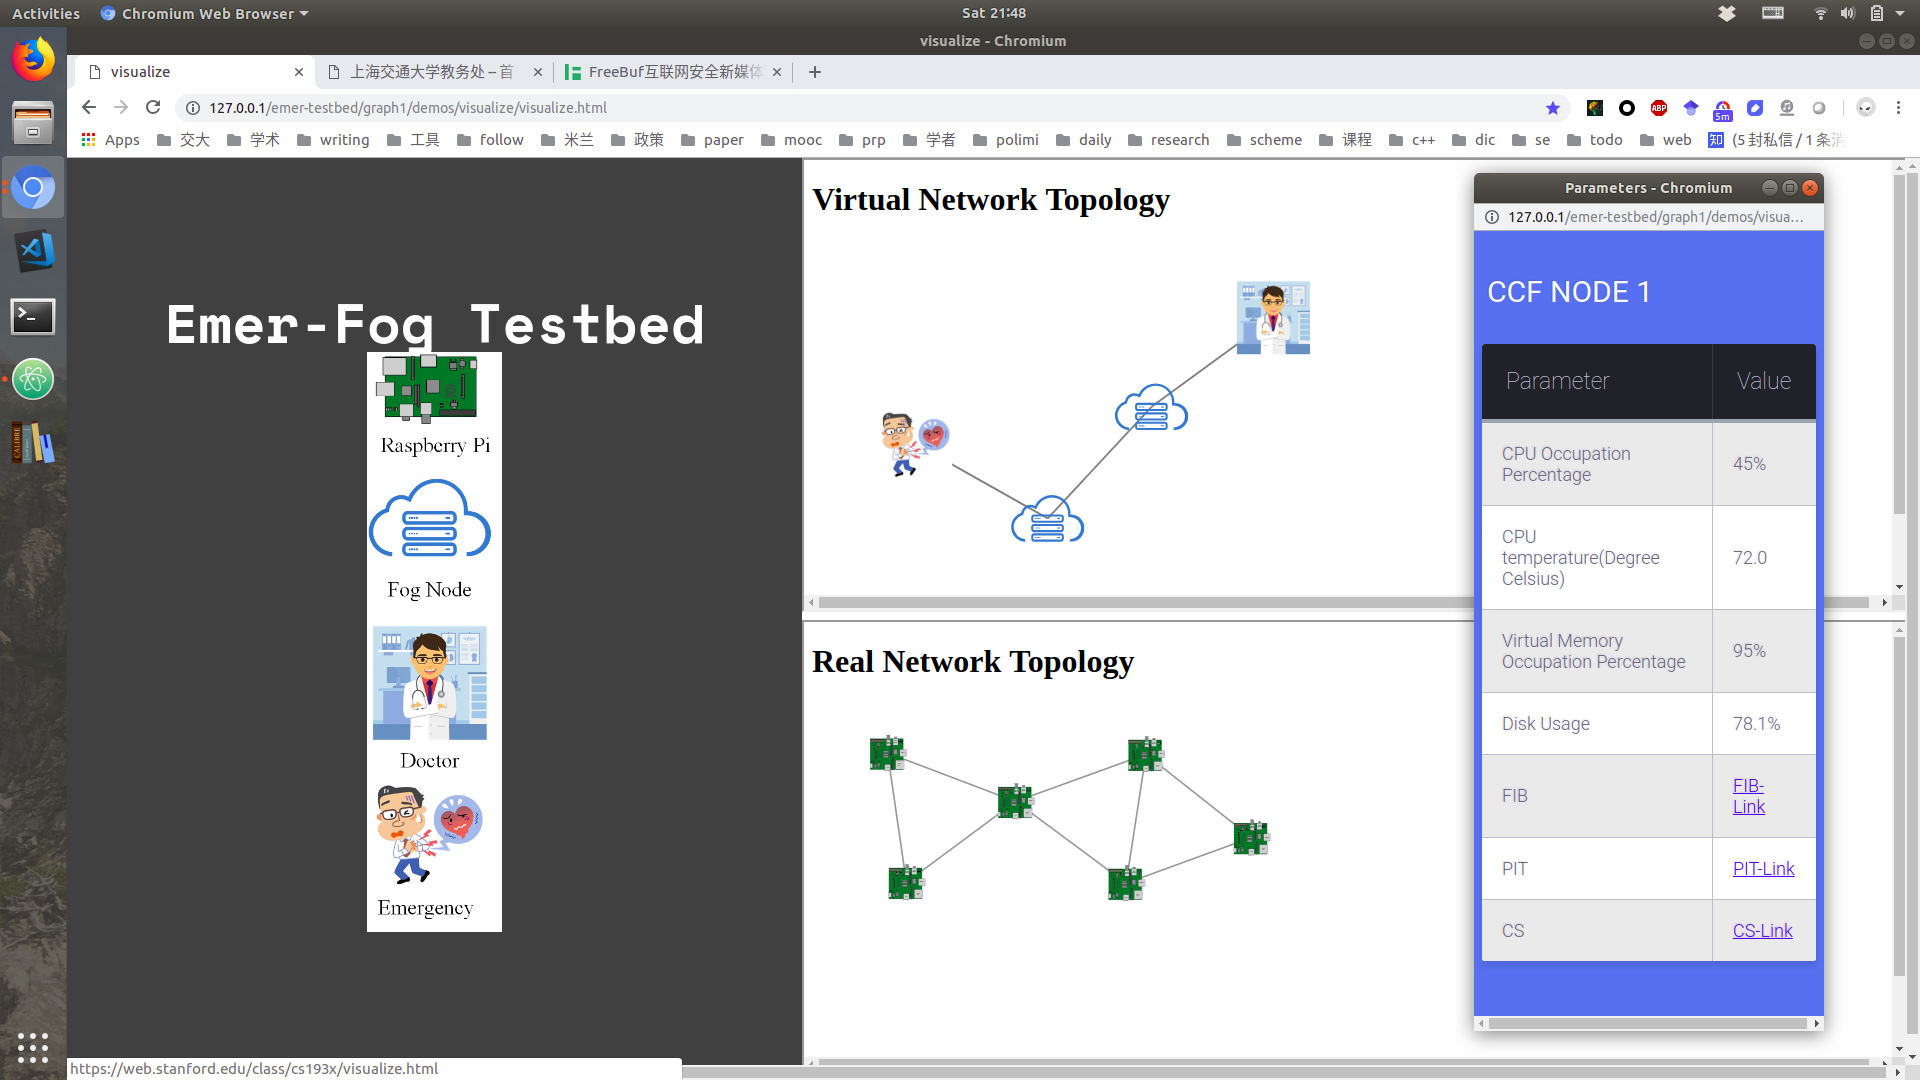 Activities
Chromium Web Browser
Sat 21:48
visualize - Chromium
visualize
上海交通大学教务处 – 首
FreeBuf互联网安全新媒体
127.0.0.1/emer-testbed/graph1/demos/visualize/visualize.html
ABP
5m
Apps
交大
学术
writing
工具
follow
米兰
政策
paper
mooc
prp
学者
polimi
daily
research
scheme
课程
c++
dic
se
todo
web
知
(5 封私信 / 1 条消
Emer-Fog Testbed
Raspberry Pi
Fog Node
Doctor
Emergency
Virtual Network Topology
Real Network Topology
Parameters - Chromium
127.0.0.1/emer-testbed/graph1/demos/visua...
CCF NODE 1
Parameter
Value
CPU Occupation
Percentage
45%
CPU
temperature(Degree
Celsius)
72.0
Virtual Memory
Occupation Percentage
95%
Disk Usage
78.1%
FIB
FIB-
Link
PIT
PIT-Link
CS
CS-Link
CALIBRE
https://web.stanford.edu/class/cs193x/visualize.html